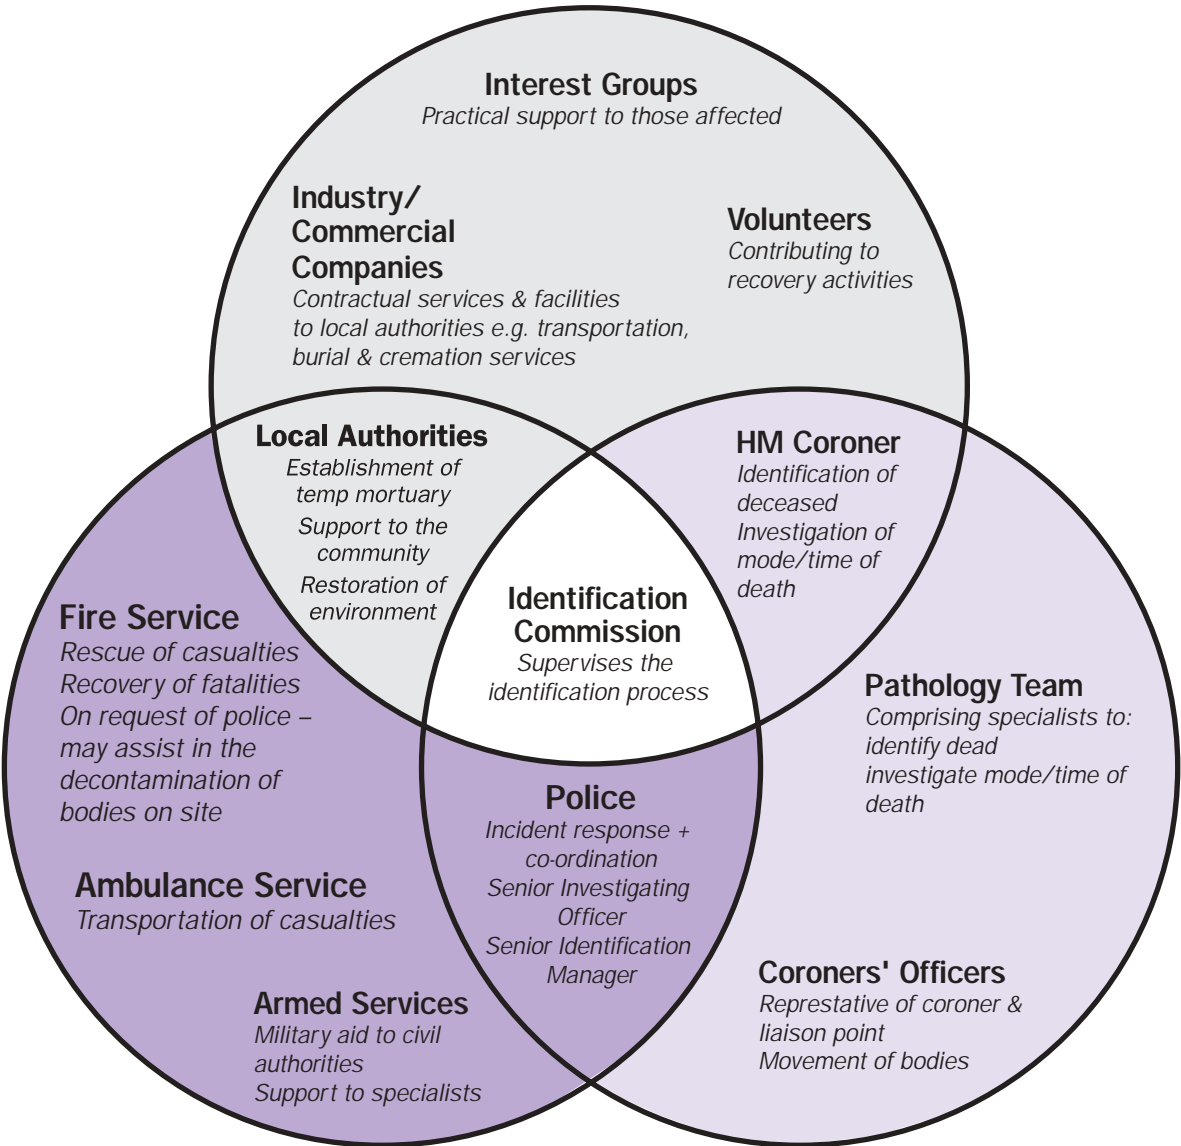 Interest Groups
Practical support to those affected
Industry/
Commercial
Companies
Contractual services & facilities
to local authorities e.g. transportation,
burial & cremation services
Volunteers
Contributing to
recovery activities
Local Authorities
Establishment of
temp mortuary
Support to the
community
Restoration of
environment
HM Coroner
Identification of
deceased
Investigation of
mode/time of
death
Identification
Commission
Supervises the
identification process
Fire Service
Rescue of casualties
Recovery of fatalities
On request of police –
may assist in the
decontamination of
bodies on site
Ambulance Service
Transportation of casualties
Armed Services
Military aid to civil
authorities
Support to specialists
Police
Incident response +
co-ordination
Senior Investigating
Officer
Senior Identification
Manager
Pathology Team
Comprising specialists to:
identify dead
investigate mode/time of
death
Coroners' Officers
Represtative of coroner &
liaison point
Movement of bodies